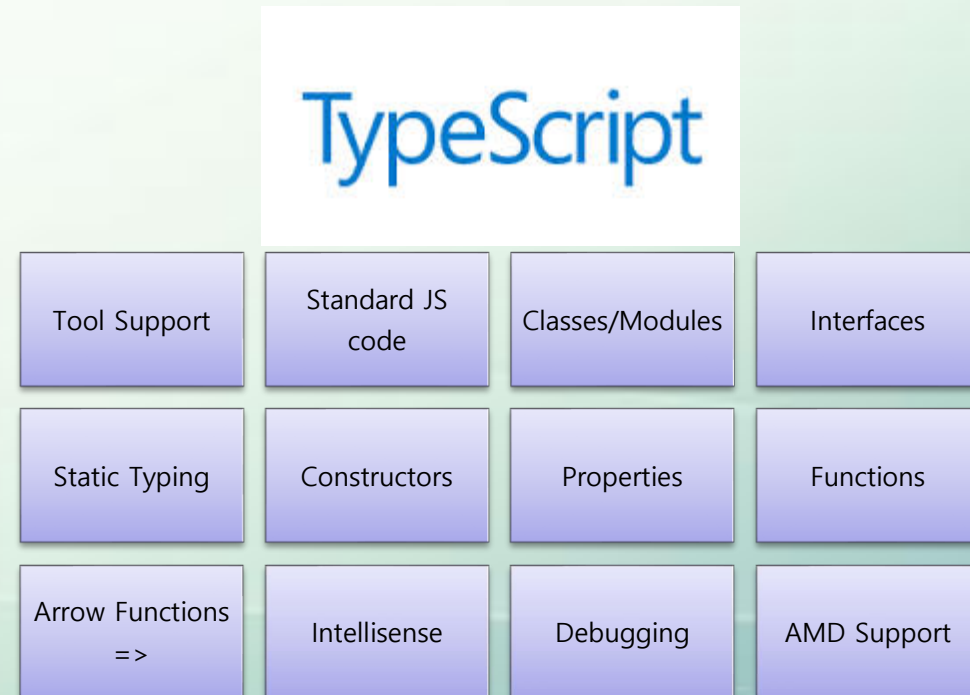 TypeScript
Tool Support
Standard JS
code
Classes/Modules
Interfaces
Static Typing
Constructors
Properties
Functions
Arrow Functions
=>
Intellisense
Debugging
AMD Support